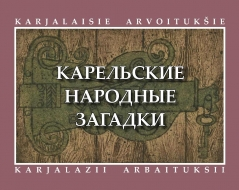 KARJALAISIE ARVOITUKŠIE
КАРЕЛЬСКИЕ
НАРОДНЫЕ
ЗАГАДКИ
KARJALAZII ARBAITUKSII